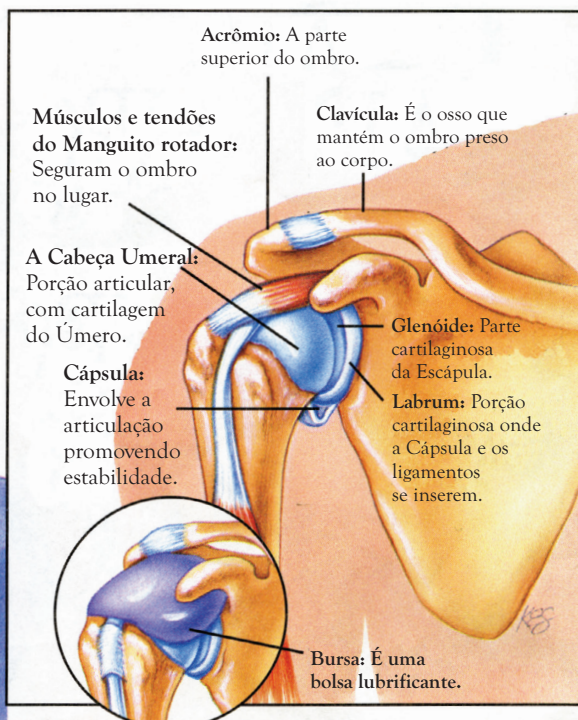 Acrômio: A parte
superior do ombro.
Músculos e tendões
do Manguito rotador:
Seguram o ombro
no lugar.
Clavícula: É o osso que
mantém o ombro preso
ao corpo.
A Cabeça Umeral:
Porção articular,
com cartilagem
do Úmero.
Glenóide: Parte
cartilaginosa
da Escápula.
Cápsula:
Envolve a
articulação
promovendo
estabilidade.
Labrum: Porção
cartilaginosa onde
a Cápsula e os
ligamentos
se inserem.
Bursa: É uma
bolsa lubrificante.